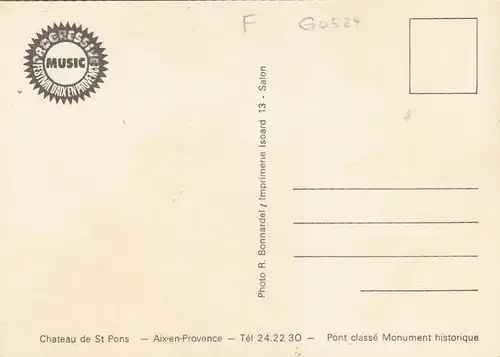 F G0524
PROGRESSIVE
MUSIC
FESTIVAL D'AIX EN PROVENCE
Photo R. Bonnardel / Imprimerie Isoard 13 - Salon
Chateau de St Pons — Aix-en-Provence — Tél 24.22 30 — Pont classé Monument historique